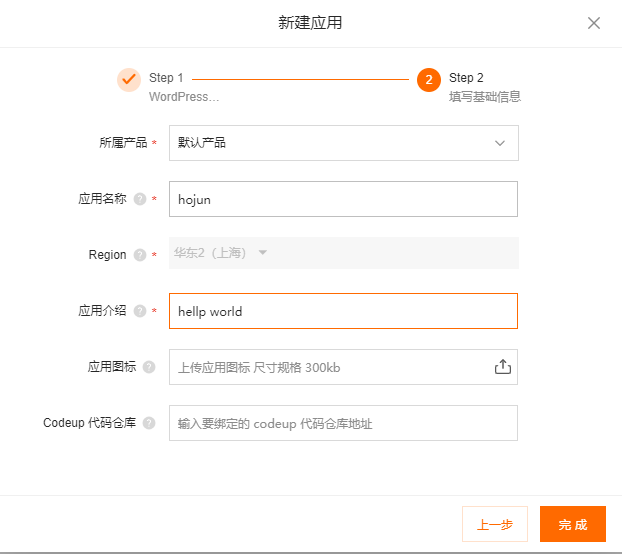 新建应用
Step 1
WordPress...
2
Step 2
填写基础信息
所属产品 *
默认产品
应用名称 ? *
hojun
Region ? *
华东2（上海）
应用介绍 ? *
hellp world
应用图标 ?
上传应用图标 尺寸规格 300kb
Codeup 代码仓库 ?
输入要绑定的 codeup 代码仓库地址
上一步
完 成